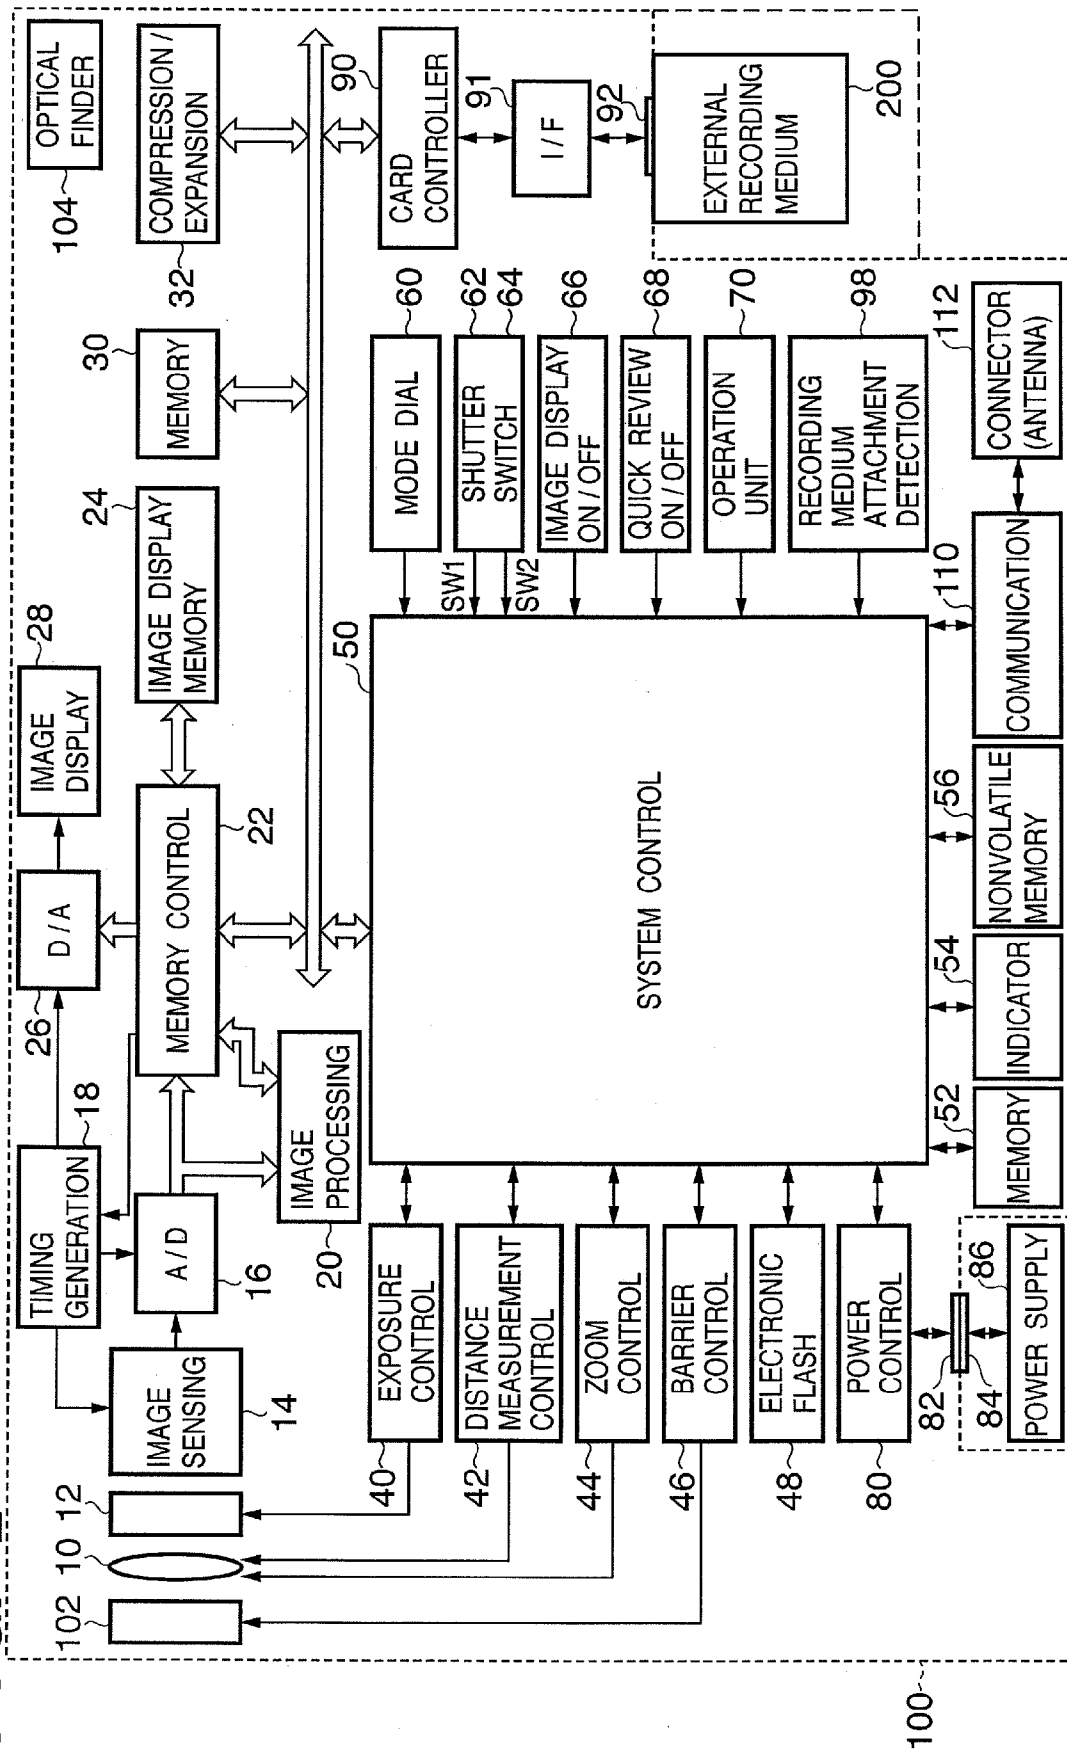 102
10
12
IMAGE
SENSING
14
TIMING
GENERATION
18
A/D
16
D/A
26
IMAGE
DISPLAY
28
OPTICAL
FINDER
104
MEMORY CONTROL
22
IMAGE DISPLAY
MEMORY
24
MEMORY
30
COMPRESSION /
EXPANSION
32
IMAGE
PROCESSING
20
EXPOSURE
CONTROL
40
DISTANCE
MEASUREMENT
CONTROL
42
ZOOM
CONTROL
44
BARRIER
CONTROL
46
ELECTRONIC
FLASH
48
POWER
CONTROL
80
82
84
86
POWER SUPPLY
SYSTEM CONTROL
50
MODE DIAL
60
SHUTTER
SWITCH
62
64
SW1
SW2
IMAGE DISPLAY
ON / OFF
66
QUICK REVIEW
ON / OFF
68
OPERATION
UNIT
70
RECORDING
MEDIUM
ATTACHMENT
DETECTION
98
CARD
CONTROLLER
90
I / F
91
92
EXTERNAL
RECORDING
MEDIUM
200
MEMORY
52
INDICATOR
54
NONVOLATILE
MEMORY
56
COMMUNICATION
110
CONNECTOR
(ANTENNA)
112
100